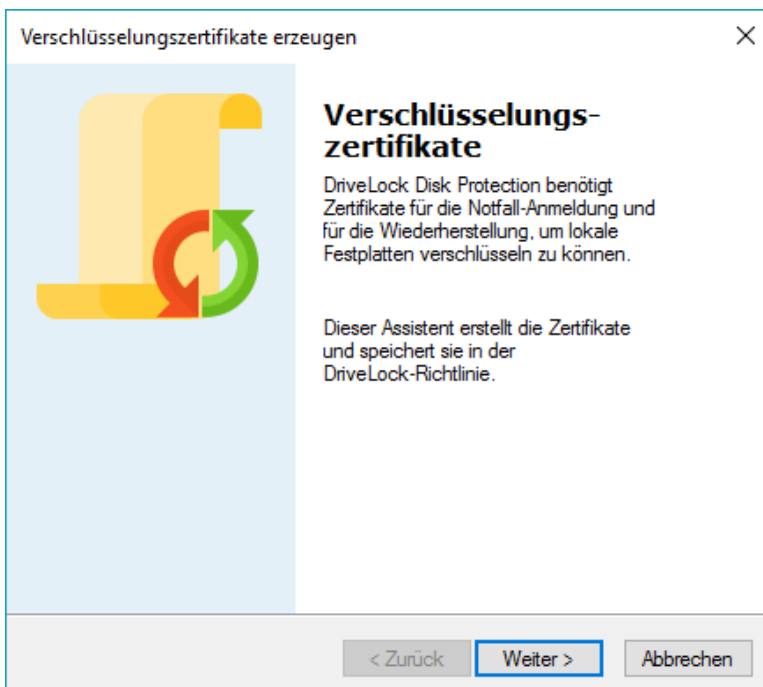 Verschlüsselungszertifikate erzeugen
Verschlüsselungs-
zertifikate
DriveLock Disk Protection benötigt
Zertifikate für die Notfall-Anmeldung und
für die Wiederherstellung, um lokale
Festplatten verschlüsseln zu können.
Dieser Assistent erstellt die Zertifikate
und speichert sie in der
DriveLock-Richtlinie.
< Zurück Weiter > Abbrechen